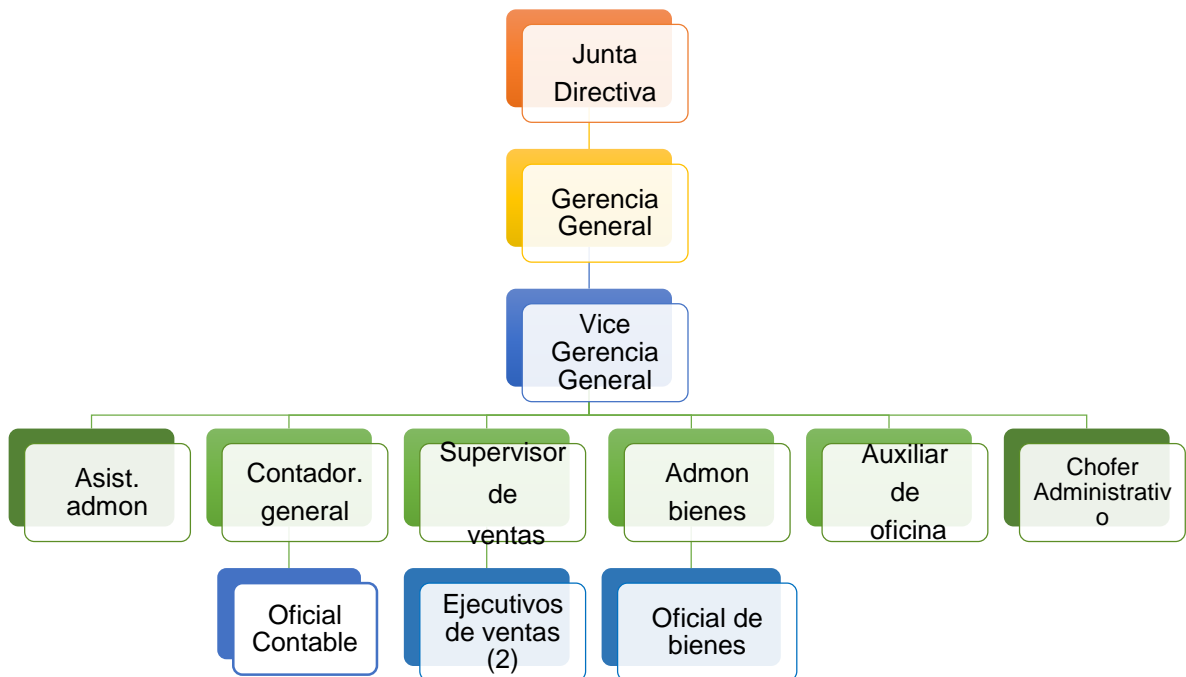 Junta
Directiva
Gerencia
General
Vice
Gerencia
General
Asist.
admon
Contador.
general
Supervisor
de
ventas
Admon
bienes
Auxiliar
de
oficina
Chofer
Administrativ
o
Oficial
Contable
Ejecutivos
de ventas
(2)
Oficial de
bienes